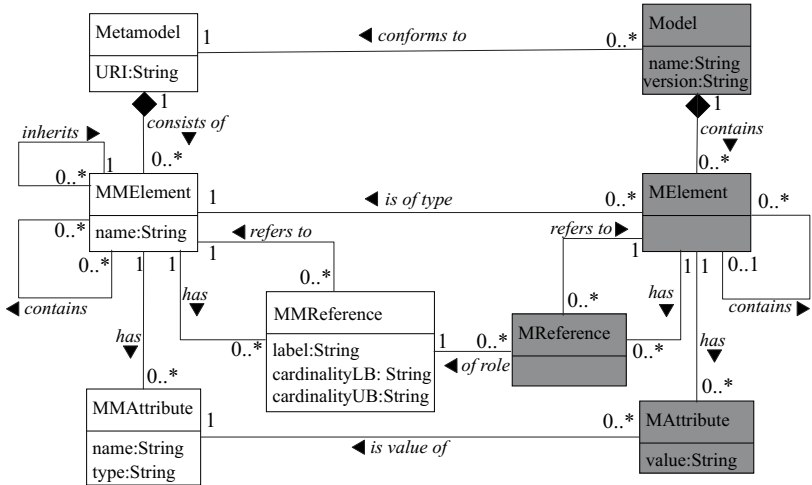 Metamodel
URI:String
1
conforms to
0..*
Model
name:String
version:String
1
consists of
0..*
1
contains
0..*
inherits
1
0..*
MMElement
name:String
1
is of type
0..*
MElement
0..*
0..1
contains
0..*
0..*
contains
1
refers to
0..*
refers to
1
0..*
1
has
0..*
MMReference
label:String
cardinalityLB: String
cardinalityUB:String
1
of role
0..*
MReference
1
has
0..*
1
has
0..*
1
has
0..*
MMAttribute
name:String
type:String
1
is value of
0..*
MAttribute
value:String